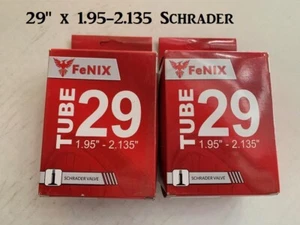 29" x 1.95-2.135 Schrader
FeNIX
TUBE
29
1.95" - 2.135"
SCHRADER VALVE
FeNIX
TUBE
29
1.95" - 2.135"
SCHRADER VALVE